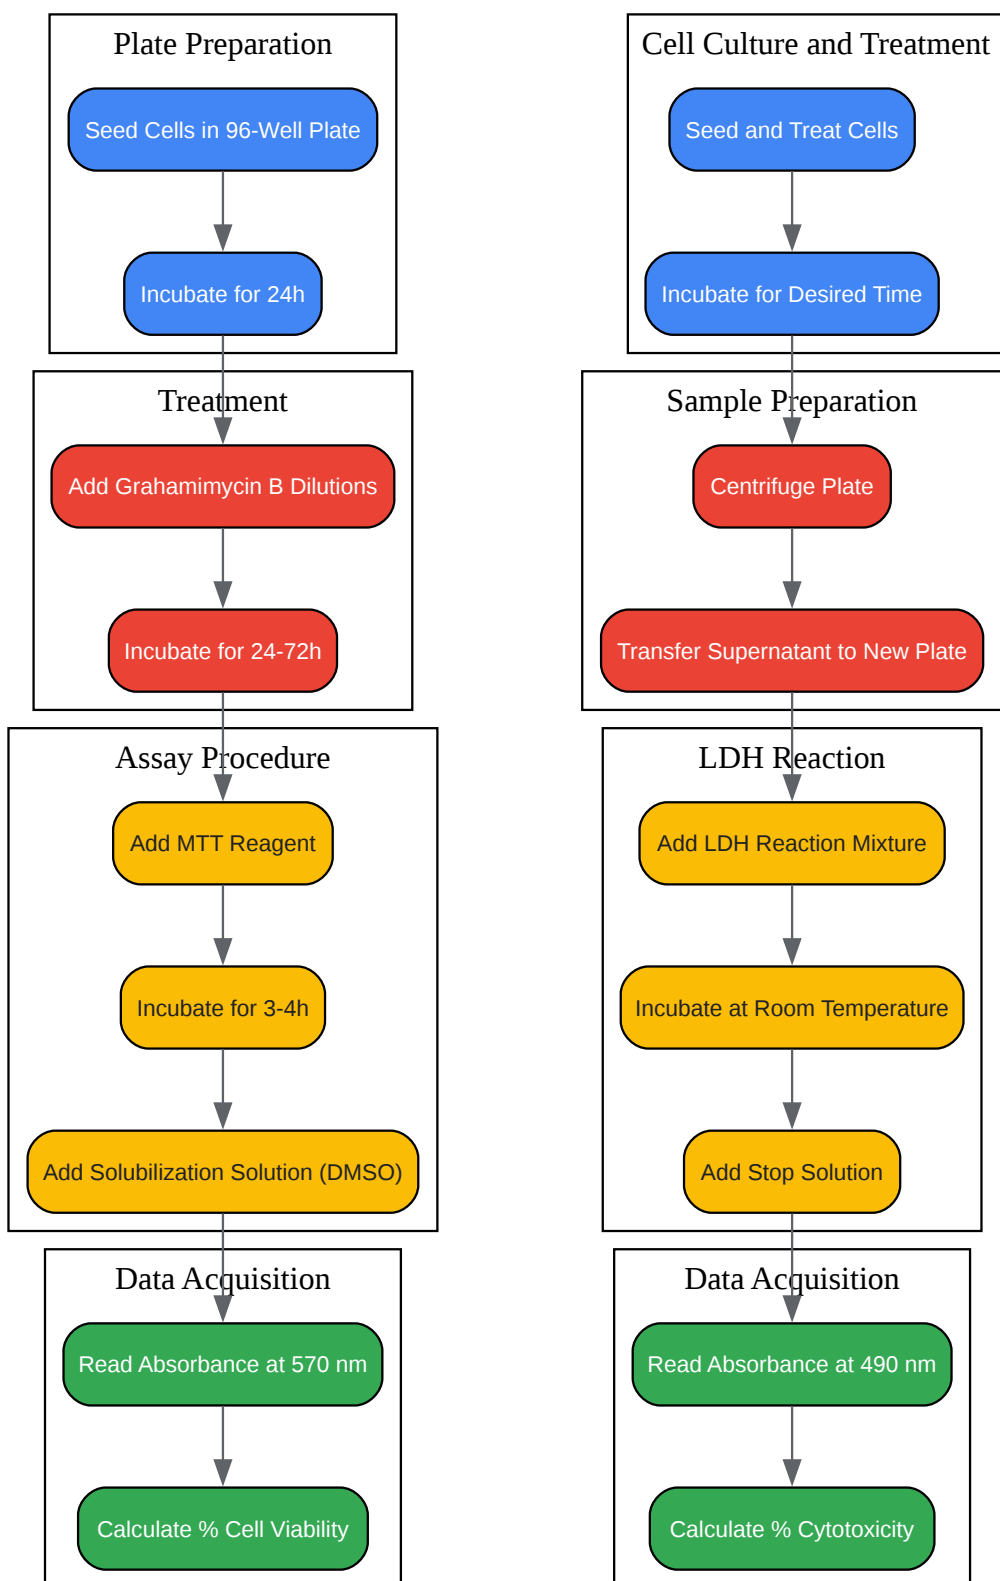 Plate Preparation
Seed Cells in 96-Well Plate
Incubate for 24h
Treatment
Add Grahamimycin B Dilutions
Incubate for 24-72h
Assay Procedure
Add MTT Reagent
Incubate for 3-4h
Add Solubilization Solution (DMSO)
Data Acquisition
Read Absorbance at 570 nm
Calculate % Cell Viability
Cell Culture and Treatment
Seed and Treat Cells
Incubate for Desired Time
Sample Preparation
Centrifuge Plate
Transfer Supernatant to New Plate
LDH Reaction
Add LDH Reaction Mixture
Incubate at Room Temperature
Add Stop Solution
Data Acquisition
Read Absorbance at 490 nm
Calculate % Cytotoxicity